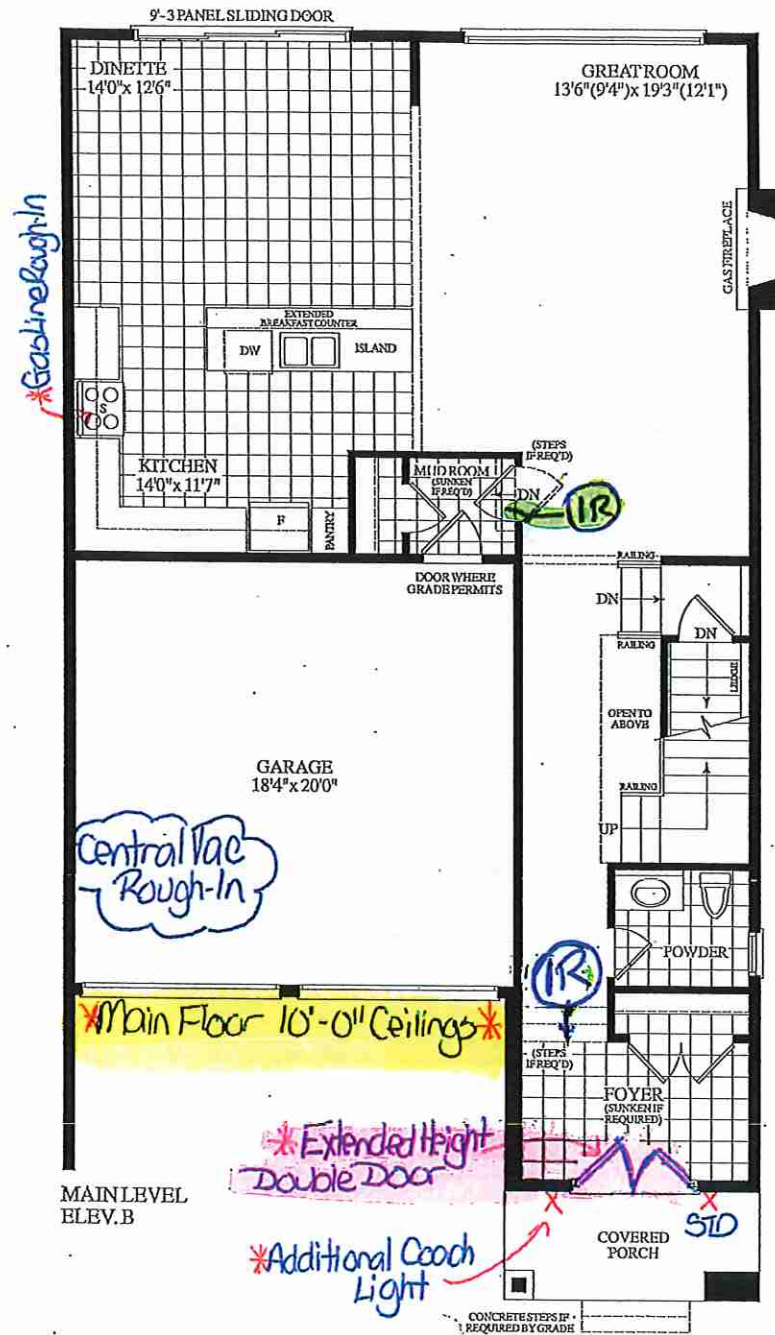 9'-3 PANEL SLIDING DOOR
DINETTE
14'0"x 12'6"
GREAT ROOM
13'6"(9'4")x 19'3"(12'1")
*Gas Line Rough-In
GAS FIREPLACE
EXTENDED
BREAKFAST COUNTER
DW
ISLAND
S
KITCHEN
14'0"x 11'7"
F
PANTRY
MUD ROOM
(SUNKEN
IF REQ'D)
(STEPS
IF REQ'D)
DN
1R
DOOR WHERE
GRADE PERMITS
RAILING
DN
DN
RAILING
LEDGE
OPEN TO
ABOVE
RAILING
UP
GARAGE
18'4"x 20'0"
Central Vac
Rough-In
POWDER
1R
*Main Floor 10'-0" Ceilings*
(STEPS
IF REQ'D)
FOYER
(SUNKEN IF
REQUIRED)
*Extended Height
Double Door
MAIN LEVEL
ELEV. B
X
X
STD
COVERED
PORCH
*Additional Coach
Light
CONCRETE STEPS IF
REQUIRED BY GRADE